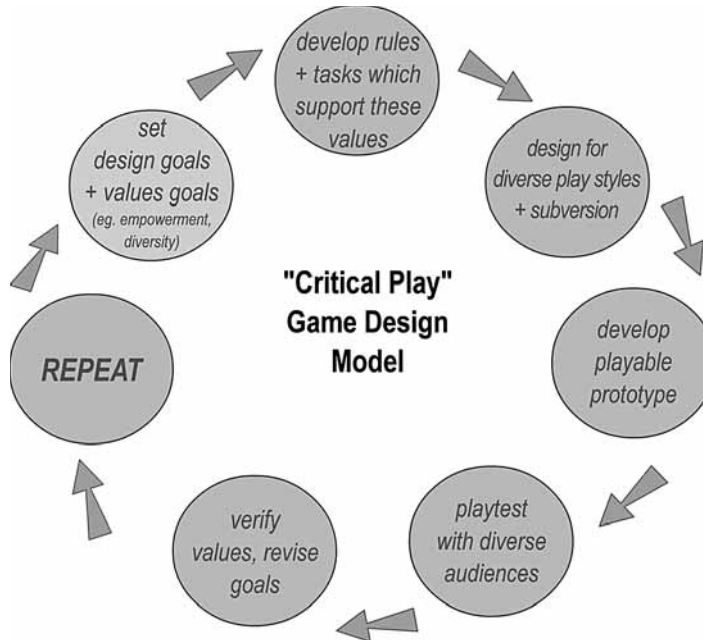 "Critical Play"
Game Design
Model
set
design goals
+ values goals
(eg. empowerment,
diversity)
develop rules
+ tasks which
support these
values
design for
diverse play styles
+ subversion
develop
playable
prototype
playtest
with diverse
audiences
verify
values, revise
goals
REPEAT